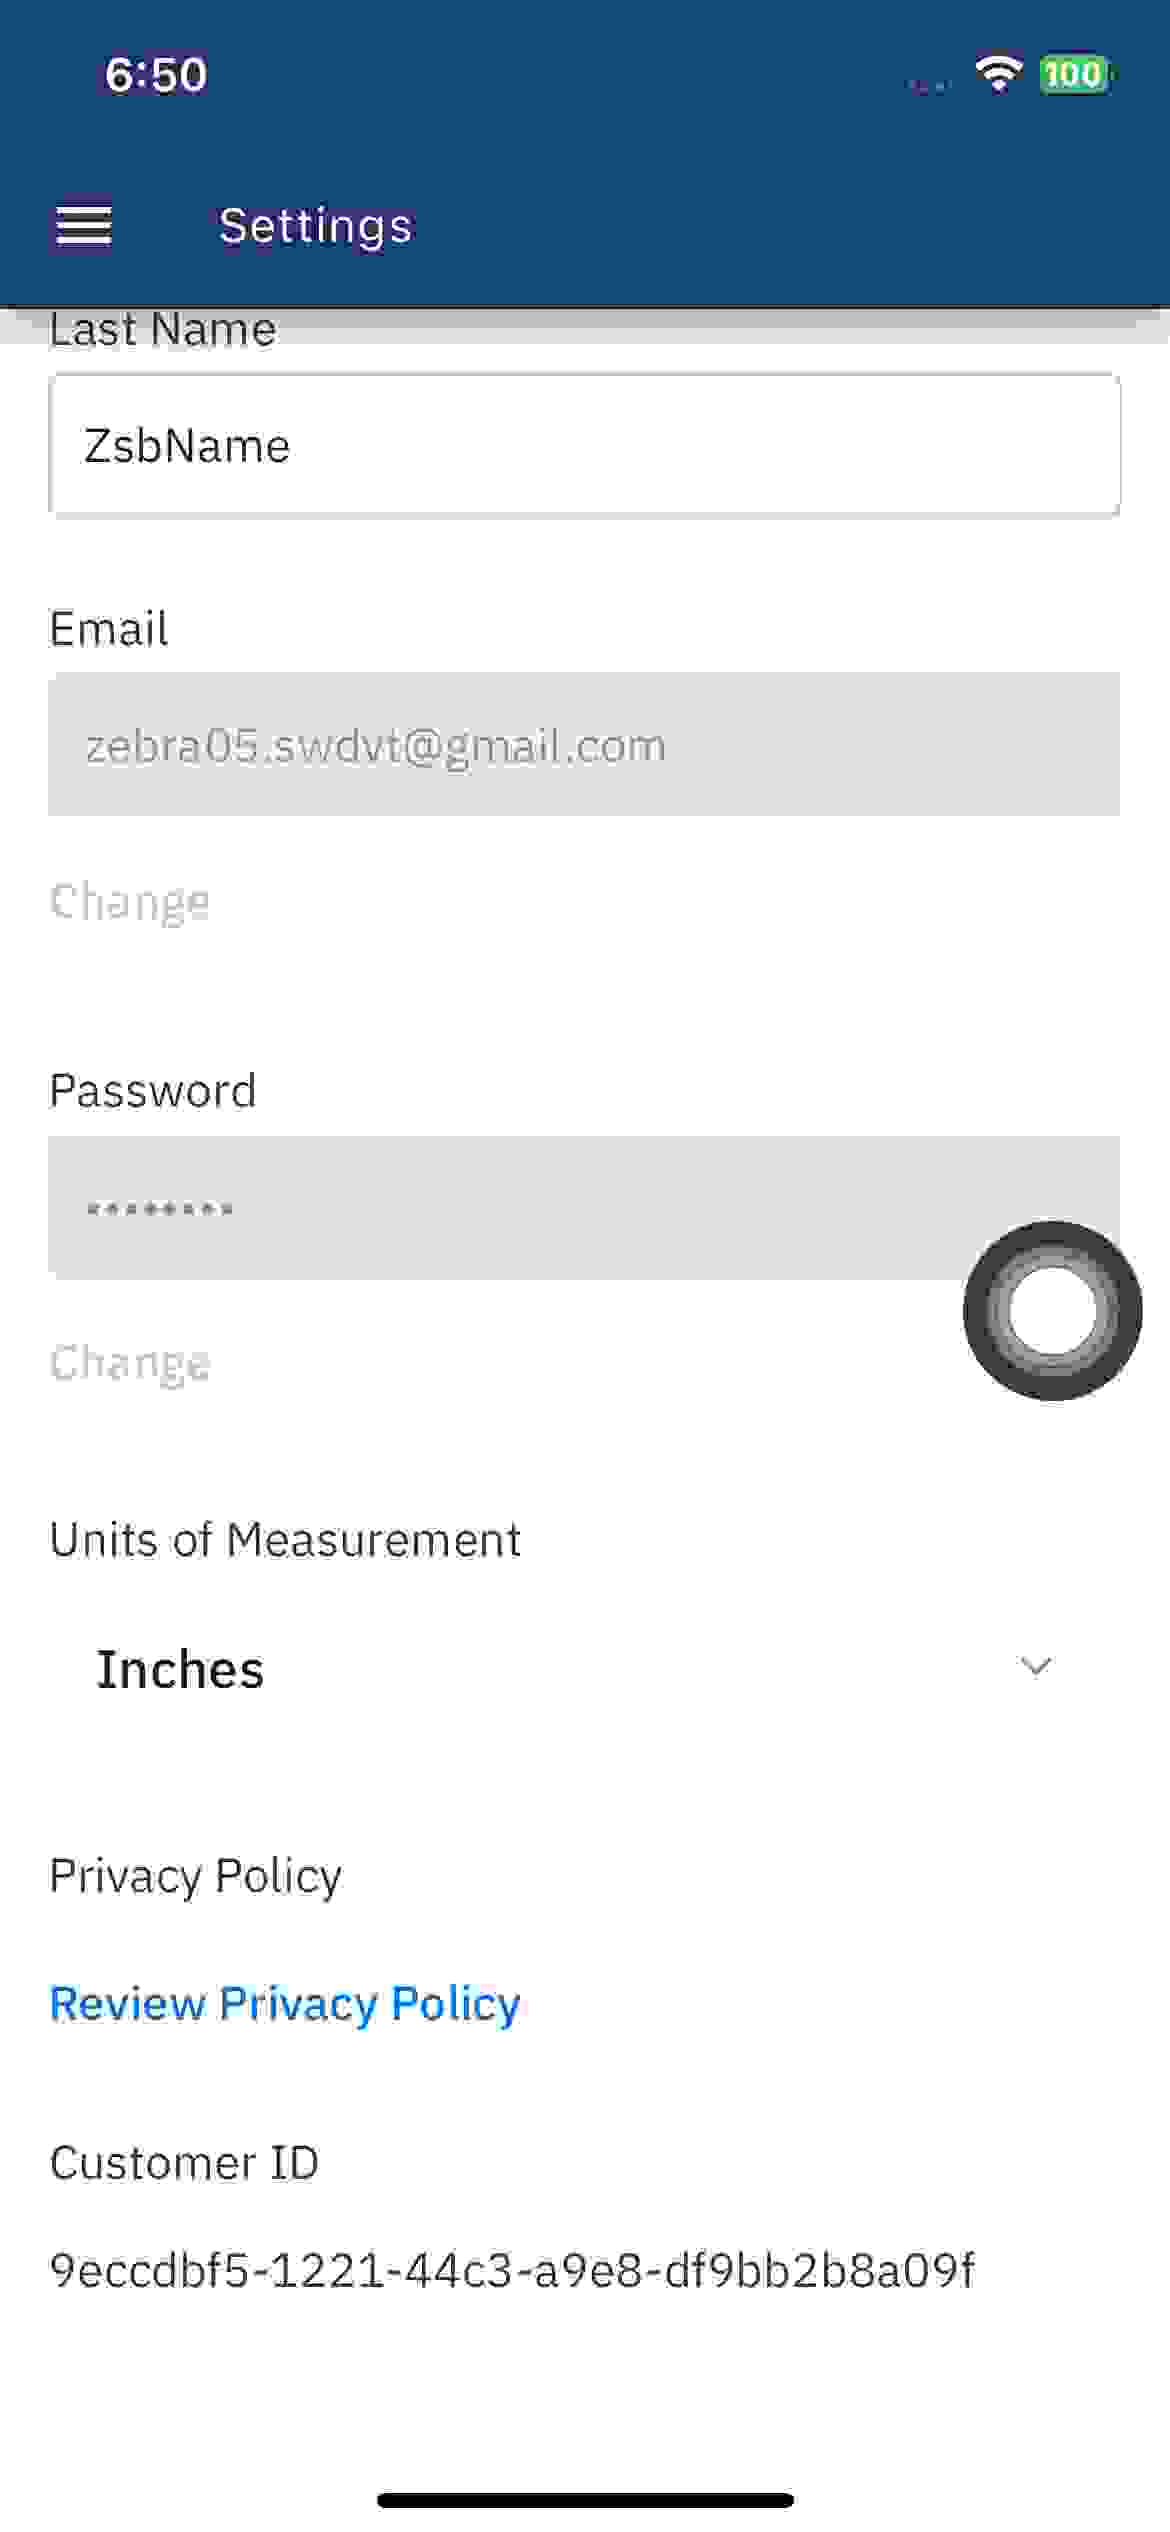 6:50
100
Settings
Last Name
ZsbName
Email
zebra05.swdvt@gmail.com
Change
Password
••••••••
Change
Units of Measurement
Inches
Privacy Policy
Review Privacy Policy
Customer ID
9eccdbf5-1221-44c3-a9e8-df9bb2b8a09f